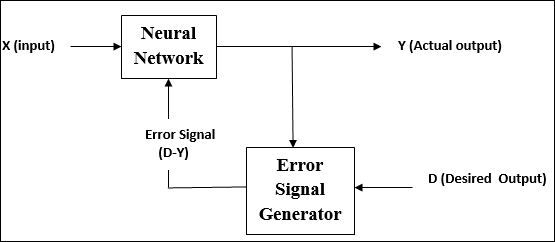 X (input)
Neural
Network
Y (Actual output)
Error Signal
(D-Y)
Error
Signal
Generator
D (Desired Output)